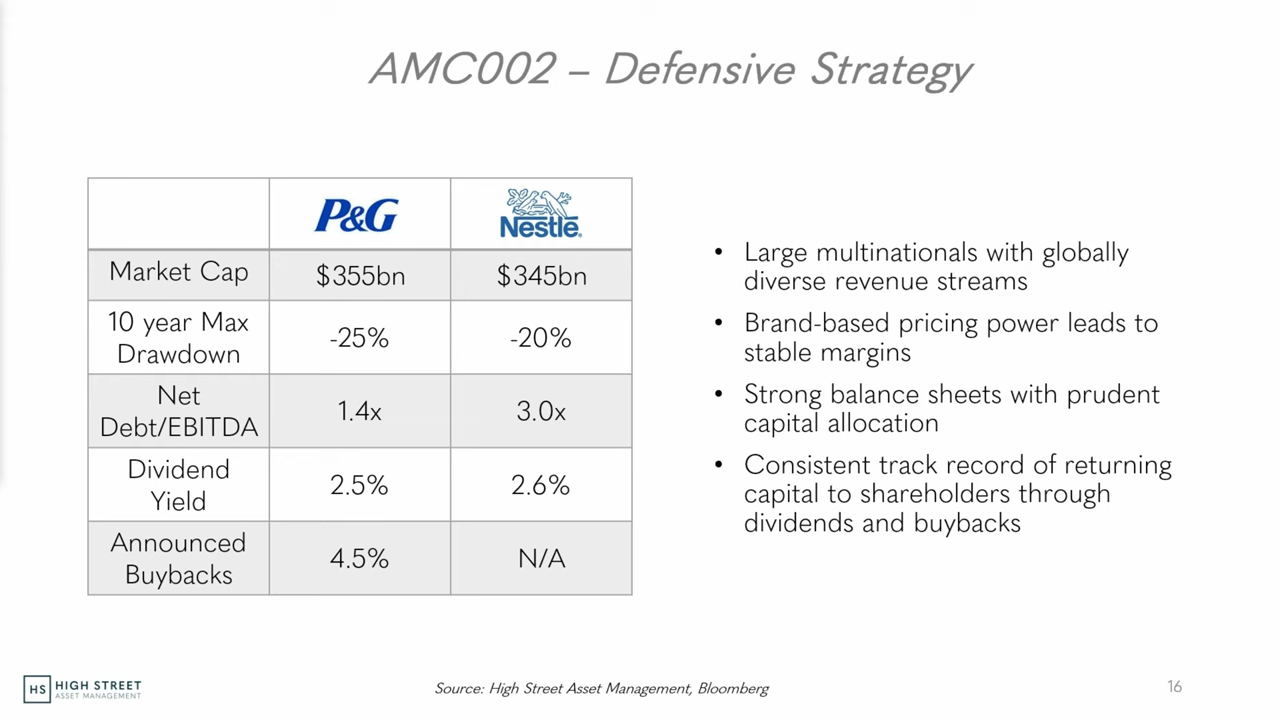 AMC002 – Defensive Strategy
P&G
Nestlé
Market Cap
$355bn
$345bn
10 year Max
Drawdown
-25%
-20%
Net
Debt/EBITDA
1.4x
3.0x
Dividend
Yield
2.5%
2.6%
Announced
Buybacks
4.5%
N/A
• Large multinationals with globally
diverse revenue streams
• Brand-based pricing power leads to
stable margins
• Strong balance sheets with prudent
capital allocation
• Consistent track record of returning
capital to shareholders through
dividends and buybacks
HS
HIGH STREET
ASSET MANAGEMENT
Source: High Street Asset Management, Bloomberg
16